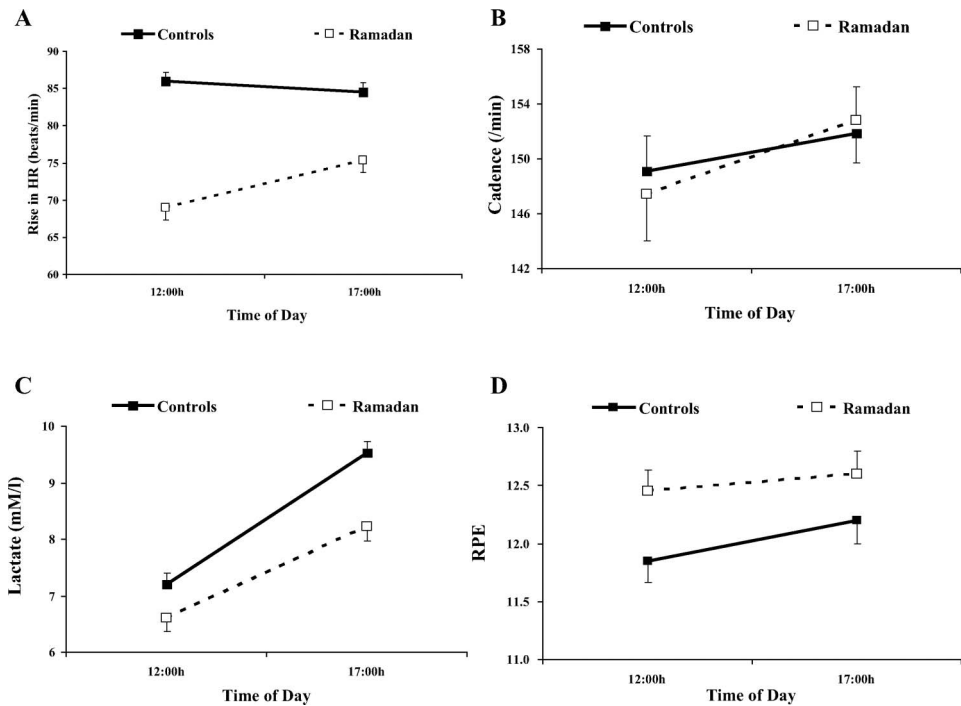 A
Controls Ramadan
90
85
80
75
70
65
60
Rise in HR (beats/min)
12:00h 17:00h
Time of Day
B
Controls Ramadan
158
154
150
146
142
Cadence (/min)
12:00h 17:00h
Time of Day
C
Controls Ramadan
10
9
8
7
6
Lactate (mM/l)
12:00h 17:00h
Time of Day
D
Controls Ramadan
13.0
12.5
12.0
11.5
11.0
RPE
12:00h 17:00h
Time of Day